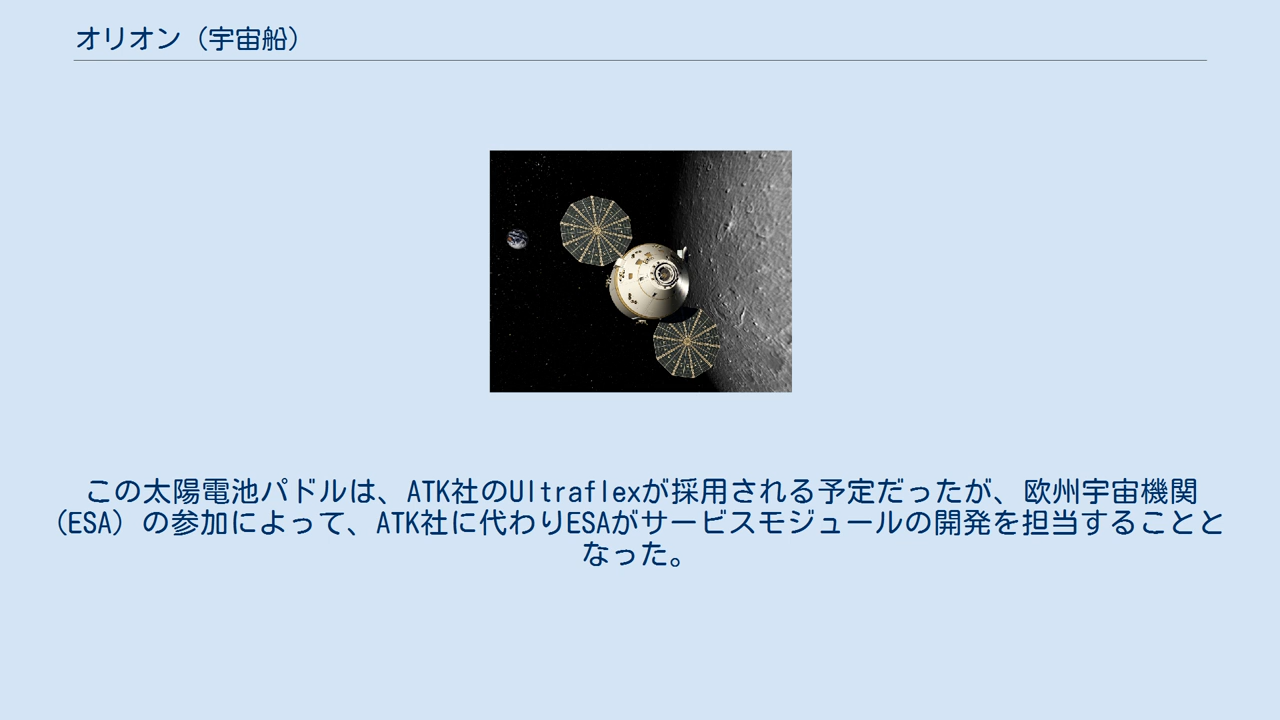 オリオン（宇宙船）
この太陽電池パドルは、ATK社のUltraflexが採用される予定だったが、欧州宇宙機関
（ESA）の参加によって、ATK社に代わりESAがサービスモジュールの開発を担当することと
なった。